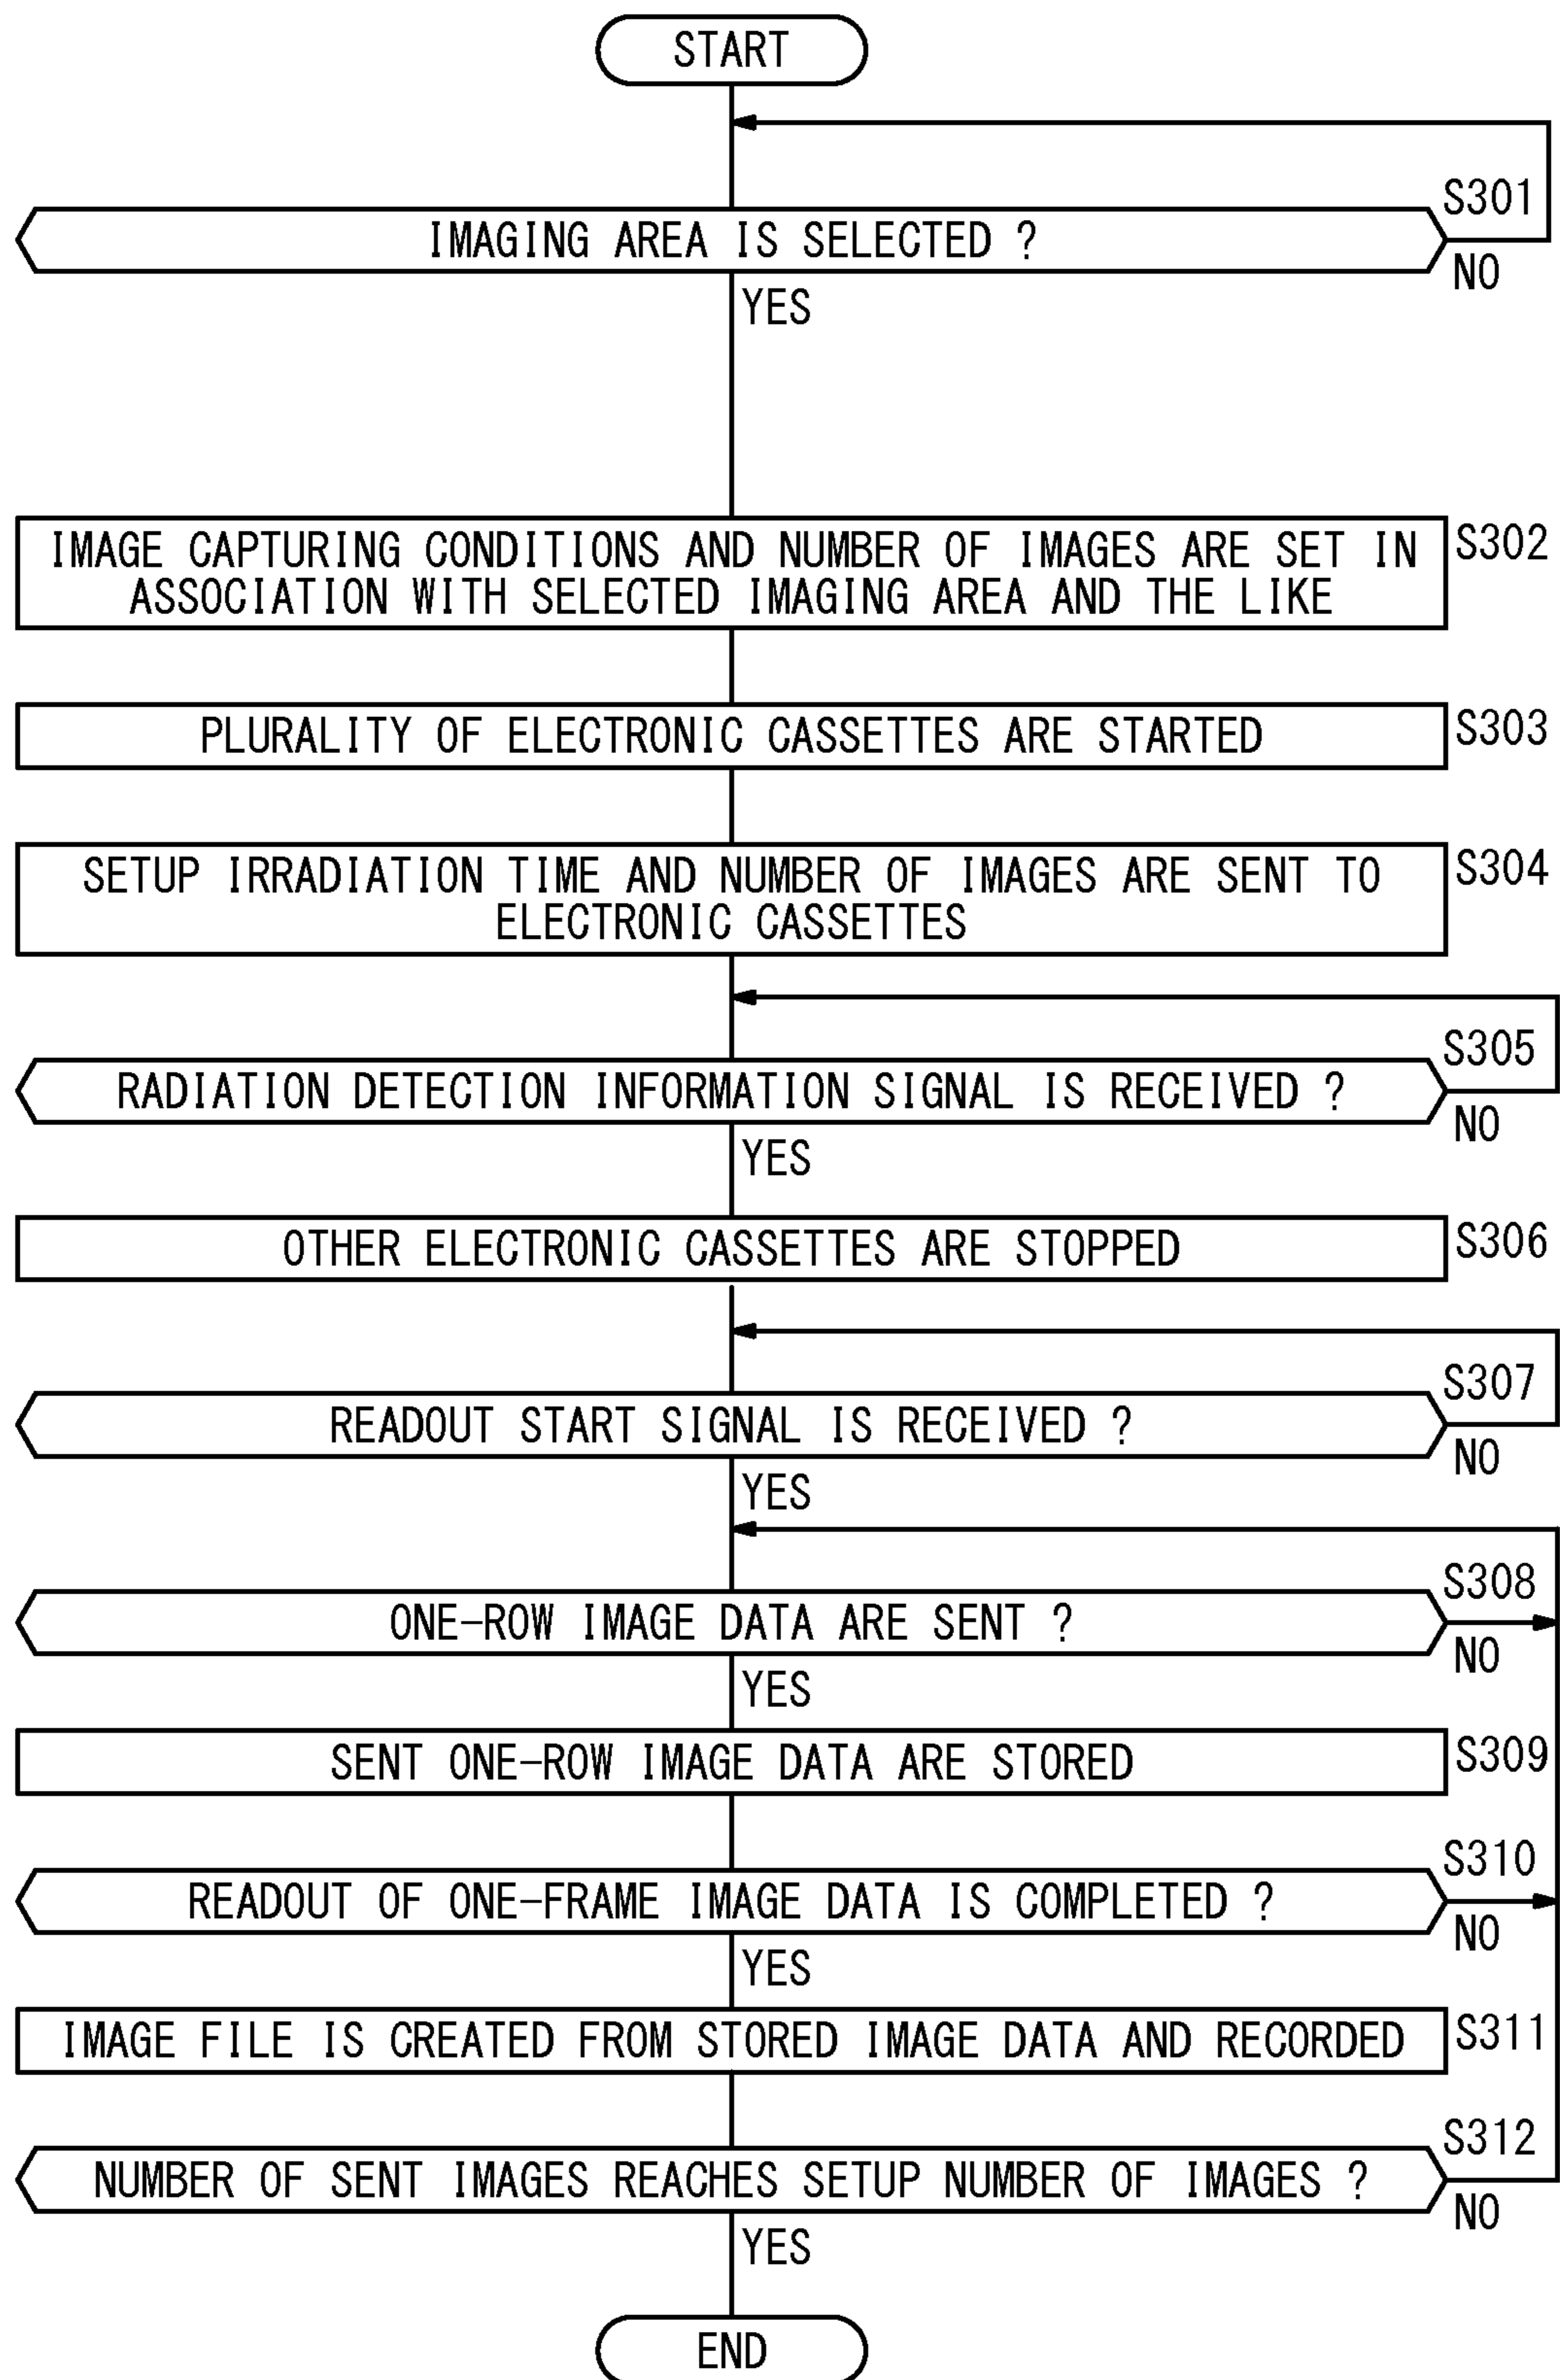 START
S301
IMAGING AREA IS SELECTED ?
NO
YES
IMAGE CAPTURING CONDITIONS AND NUMBER OF IMAGES ARE SET IN
ASSOCIATION WITH SELECTED IMAGING AREA AND THE LIKE
S302
PLURALITY OF ELECTRONIC CASSETTES ARE STARTED
S303
SETUP IRRADIATION TIME AND NUMBER OF IMAGES ARE SENT TO
ELECTRONIC CASSETTES
S304
S305
RADIATION DETECTION INFORMATION SIGNAL IS RECEIVED ?
NO
YES
OTHER ELECTRONIC CASSETTES ARE STOPPED
S306
S307
READOUT START SIGNAL IS RECEIVED ?
NO
YES
S308
ONE-ROW IMAGE DATA ARE SENT ?
NO
YES
SENT ONE-ROW IMAGE DATA ARE STORED
S309
S310
READOUT OF ONE-FRAME IMAGE DATA IS COMPLETED ?
NO
YES
IMAGE FILE IS CREATED FROM STORED IMAGE DATA AND RECORDED
S311
S312
NUMBER OF SENT IMAGES REACHES SETUP NUMBER OF IMAGES ?
NO
YES
END